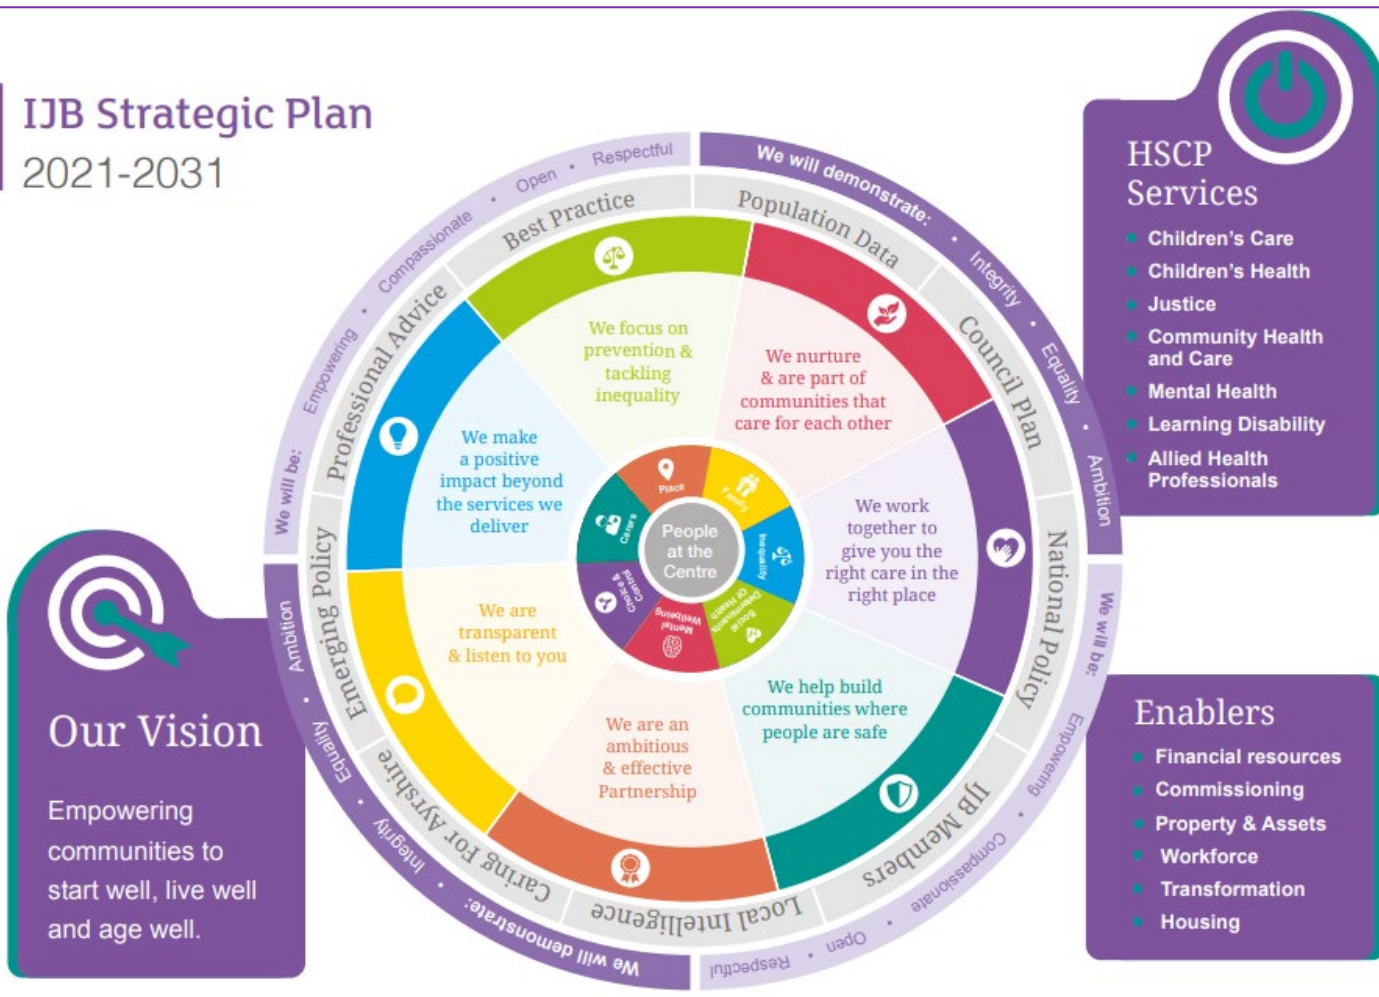 IJB Strategic Plan
2021-2031
We will demonstrate: • Integrity • Equality • Ambition
We will be: • Empowering • Compassionate • Open • Respectful
We will demonstrate: • Integrity • Equality • Ambition
We will be: • Empowering • Compassionate • Open • Respectful
Population Data
Council Plan
National Policy
IJB Members
Local Intelligence
Caring For Ayrshire
Emerging Policy
Professional Advice
Best Practice
We focus on
prevention &
tackling
inequality
We nurture
& are part of
communities that
care for each other
We work
together to
give you the
right care in the
right place
We help build
communities where
people are safe
We are an
ambitious
& effective
Partnership
We are
transparent
& listen to you
We make
a positive
impact beyond
the services we
deliver
Place
Family
Inequality
Social
Determinants
Of Health
Mental
Wellbeing
Choice &
Control
Carers
People
at the
Centre
HSCP
Services
Children's Care
Children's Health
Justice
Community Health
and Care
Mental Health
Learning Disability
Allied Health
Professionals
Our Vision
Empowering
communities to
start well, live well
and age well.
Enablers
Financial resources
Commissioning
Property & Assets
Workforce
Transformation
Housing